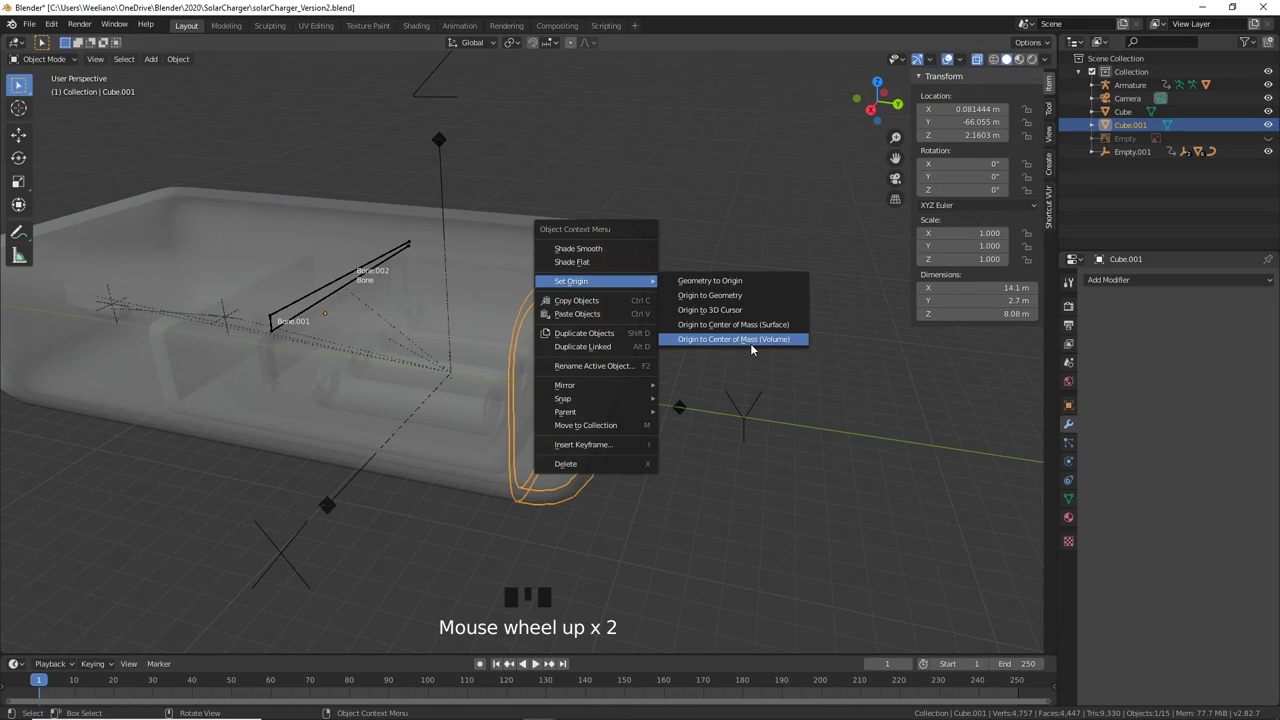 Blender* [C:\Users\Weeliano\OneDrive\Blender\2020\SolarCharger\solarCharger_Version2.blend]
File Edit Render Window Help
Layout Modeling Sculpting UV Editing Texture Paint Shading Animation Rendering Compositing Scripting
Scene View Layer
Global Options
Object Mode View Select Add Object
User Perspective
(1) Collection | Cube.001
Transform
Location:
X 0.081444 m
Y -66.055 m
Z 2.1603 m
Rotation:
X 0°
Y 0°
Z 0°
XYZ Euler
Scale:
X 1.000
Y 1.000
Z 1.000
Dimensions:
X 14.1 m
Y 2.7 m
Z 8.08 m
Item
Tool
View
Create
Shortcut VUr
Z
Y
X
Scene Collection
Collection
Armature
Camera
Cube
Cube.001
Empty
Empty.001
Cube.001
Add Modifier
Bone.002
Bone
Bone.001
Object Context Menu
Shade Smooth
Shade Flat
Set Origin
Copy Objects Ctrl C
Paste Objects Ctrl V
Duplicate Objects Shift D
Duplicate Linked Alt D
Rename Active Object... F2
Mirror
Snap
Parent
Move to Collection M
Insert Keyframe... I
Delete X
Geometry to Origin
Origin to Geometry
Origin to 3D Cursor
Origin to Center of Mass (Surface)
Origin to Center of Mass (Volume)
Mouse wheel up x 2
Playback Keying View Marker
1 Start 1 End 250
1 10 20 30 40 50 60 70 80 90 100 110 120 130 140 150 160 170 180 190 200 210 220 230 240 250
Select Box Select Rotate View Object Context Menu
Collection | Cube.001 | Verts:4,757 | Faces:4,447 | Tris:9,330 | Objects:1/15 | Mem: 77.7 MiB | v2.82.7